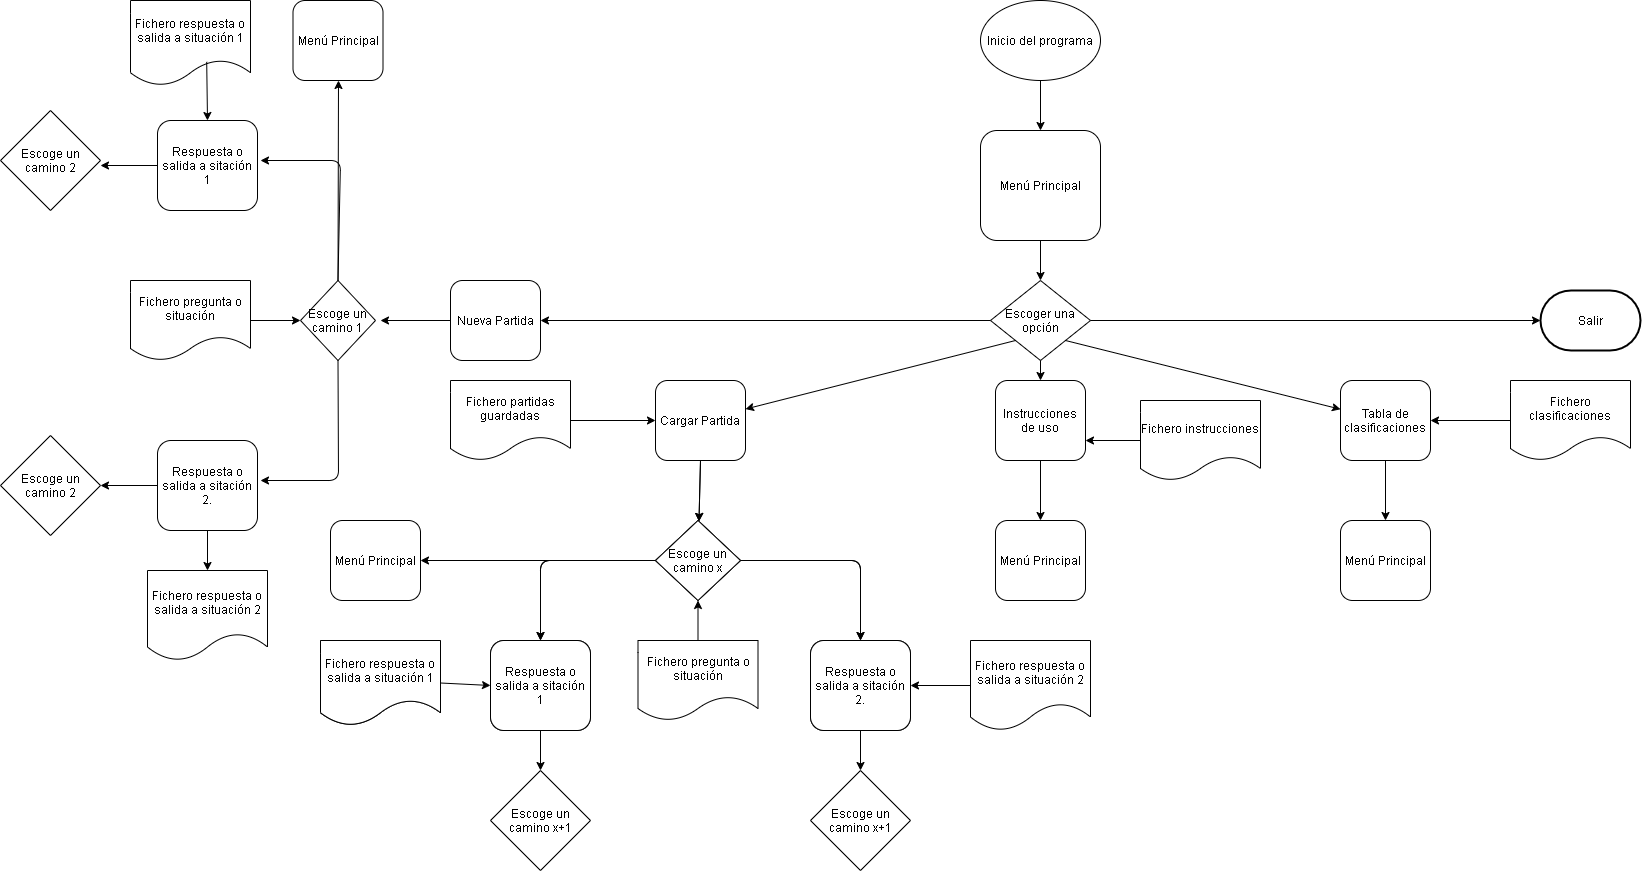 Fichero respuesta o
salida a situación 1
Menú Principal
Inicio del programa
Escoge un
camino 2
Respuesta o
salida a sitación
1
Menú Principal
Fichero pregunta o
situación
Escoge un
camino 1
Nueva Partida
Escoger una
opción
Salir
Fichero partidas
guardadas
Cargar Partida
Instrucciones
de uso
Fichero instrucciones
Tabla de
clasificaciones
Fichero
clasificaciones
Escoge un
camino 2
Respuesta o
salida a sitación
2.
Fichero respuesta o
salida a situación 2
Menú Principal
Escoge un
camino x
Menú Principal
Menú Principal
Fichero respuesta o
salida a situación 1
Respuesta o
salida a sitación
1
Fichero pregunta o
situación
Respuesta o
salida a sitación
2.
Fichero respuesta o
salida a situación 2
Escoge un
camino x+1
Escoge un
camino x+1